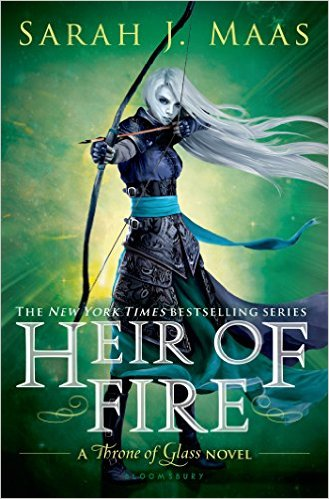 SARAH J. MAAS
THE NEW YORK TIMES BESTSELLING SERIES
HEIR OF
FIRE
A Throne of Glass NOVEL
BLOOMSBURY